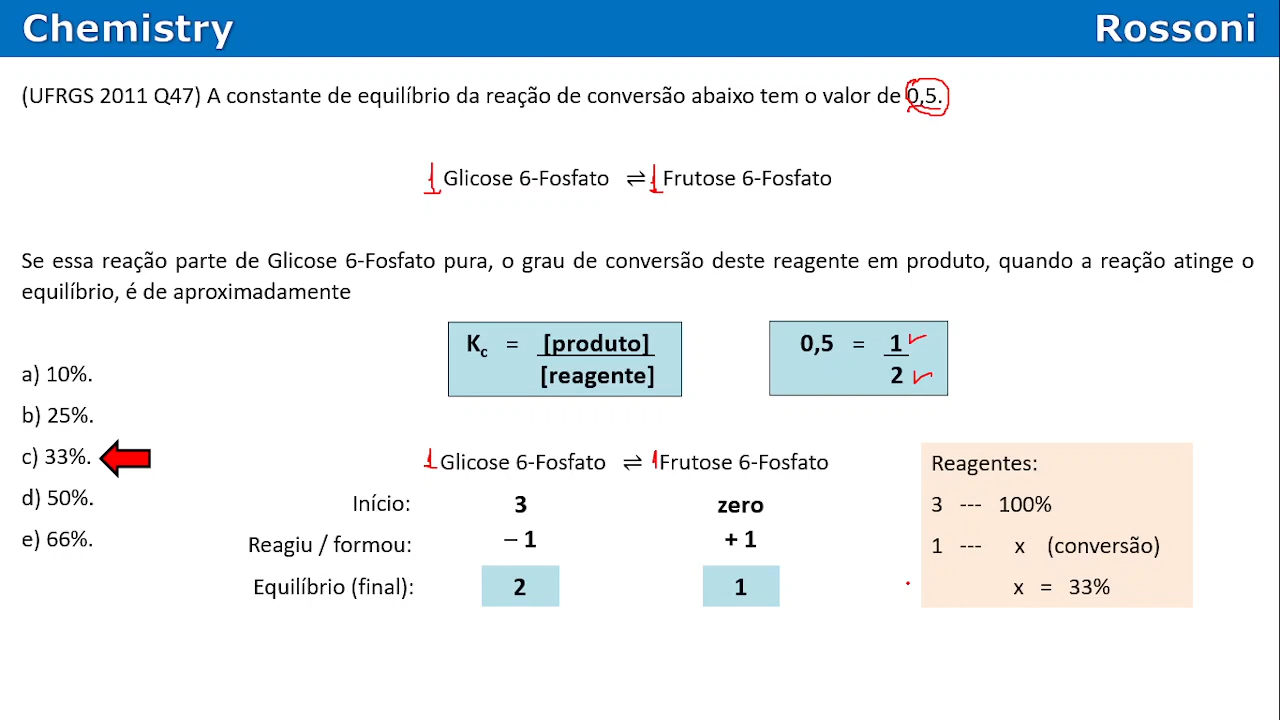 Chemistry Rossoni
(UFRGS 2011 Q47) A constante de equilíbrio da reação de conversão abaixo tem o valor de 0,5.
1 Glicose 6-Fosfato ⇌ 1 Frutose 6-Fosfato
Se essa reação parte de Glicose 6-Fosfato pura, o grau de conversão deste reagente em produto, quando a reação atinge o
equilíbrio, é de aproximadamente
Kc = [produto]
[reagente]
0,5 = 1
2
a) 10%.
b) 25%.
c) 33%.
d) 50%.
e) 66%.
1 Glicose 6-Fosfato ⇌ 1 Frutose 6-Fosfato
Início: 3 zero
Reagiu / formou: – 1 + 1
Equilíbrio (final): 2 1
Reagentes:
3 --- 100%
1 --- x (conversão)
x = 33%